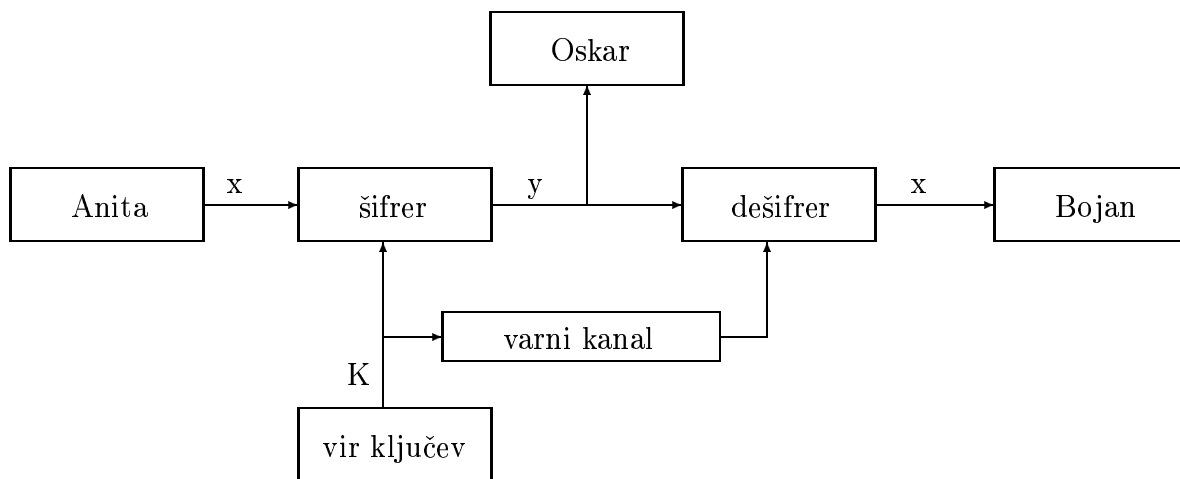 Oskar
Anita
x
šifrer
y
dešifrer
x
Bojan
varni kanal
K
vir ključev